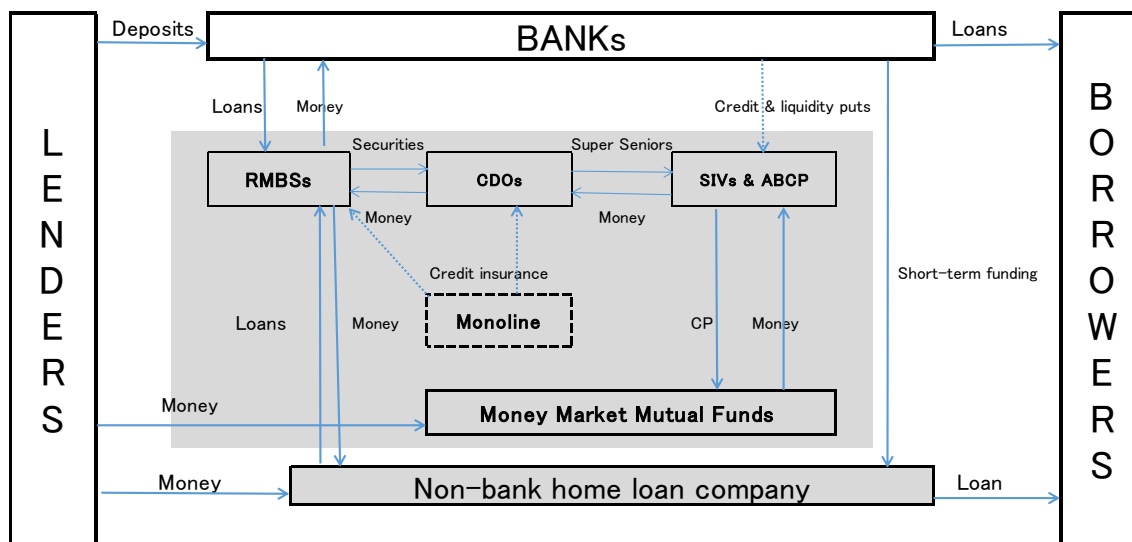 Deposits
BANKs
Loans
Loans
Money
Credit & liquidity puts
LENDERS
BORROWERS
Securities
Super Seniors
RMBSs
CDOs
SIVs & ABCP
Money
Money
Credit insurance
Short-term funding
Loans
Money
Monoline
CP
Money
Money
Money Market Mutual Funds
Money
Non-bank home loan company
Loan